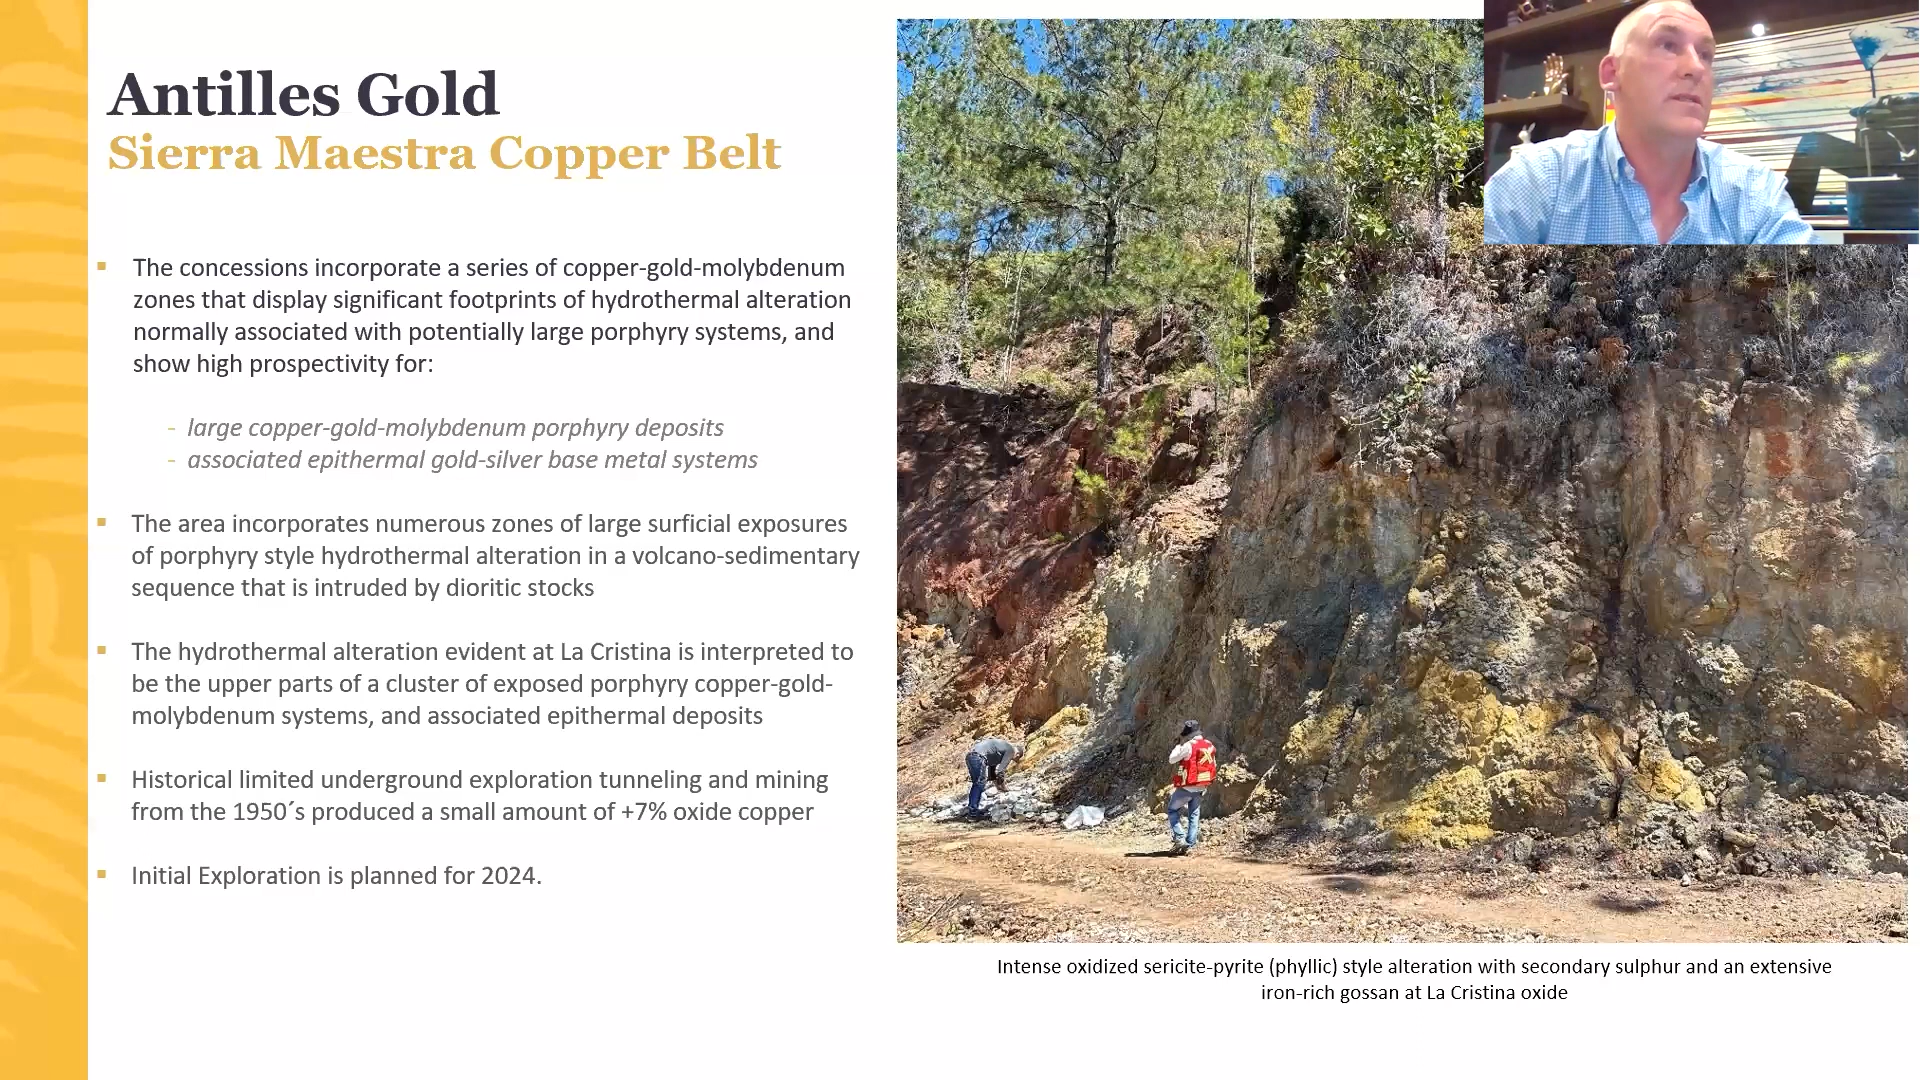 Antilles Gold
Sierra Maestra Copper Belt
▪ The concessions incorporate a series of copper-gold-molybdenum
zones that display significant footprints of hydrothermal alteration
normally associated with potentially large porphyry systems, and
show high prospectivity for:
- large copper-gold-molybdenum porphyry deposits
- associated epithermal gold-silver base metal systems
▪ The area incorporates numerous zones of large surficial exposures
of porphyry style hydrothermal alteration in a volcano-sedimentary
sequence that is intruded by dioritic stocks
▪ The hydrothermal alteration evident at La Cristina is interpreted to
be the upper parts of a cluster of exposed porphyry copper-gold-
molybdenum systems, and associated epithermal deposits
▪ Historical limited underground exploration tunneling and mining
from the 1950´s produced a small amount of +7% oxide copper
▪ Initial Exploration is planned for 2024.
Intense oxidized sericite-pyrite (phyllic) style alteration with secondary sulphur and an extensive
iron-rich gossan at La Cristina oxide